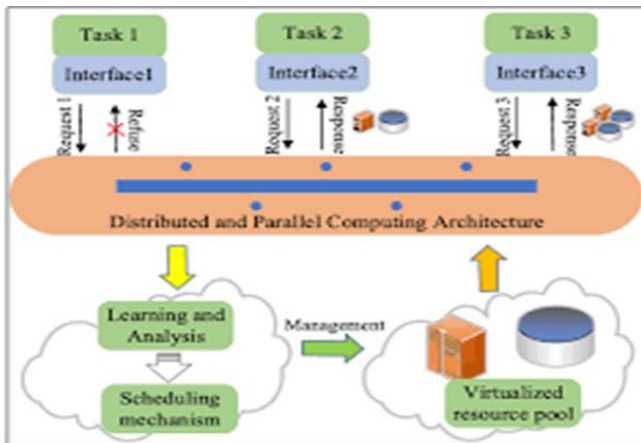 Task 1
Task 2
Task 3
Interface1
Interface2
Interface3
Request 1
Refuse
Request 2
Response
Request 3
Response
Distributed and Parallel Computing Architecture
Learning and
Analysis
Management
Scheduling
mechanism
Virtualized
resource pool